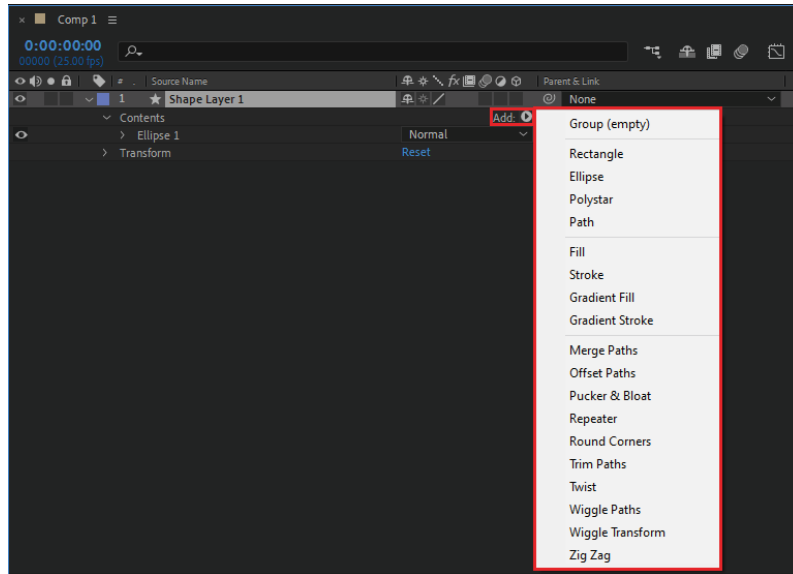 Comp 1
0:00:00:00
00000 (25.00 fps)
# . Source Name fx Parent & Link
1 Shape Layer 1 None
Contents Add:
Ellipse 1 Normal
Transform Reset
Group (empty)
Rectangle
Ellipse
Polystar
Path
Fill
Stroke
Gradient Fill
Gradient Stroke
Merge Paths
Offset Paths
Pucker & Bloat
Repeater
Round Corners
Trim Paths
Twist
Wiggle Paths
Wiggle Transform
Zig Zag